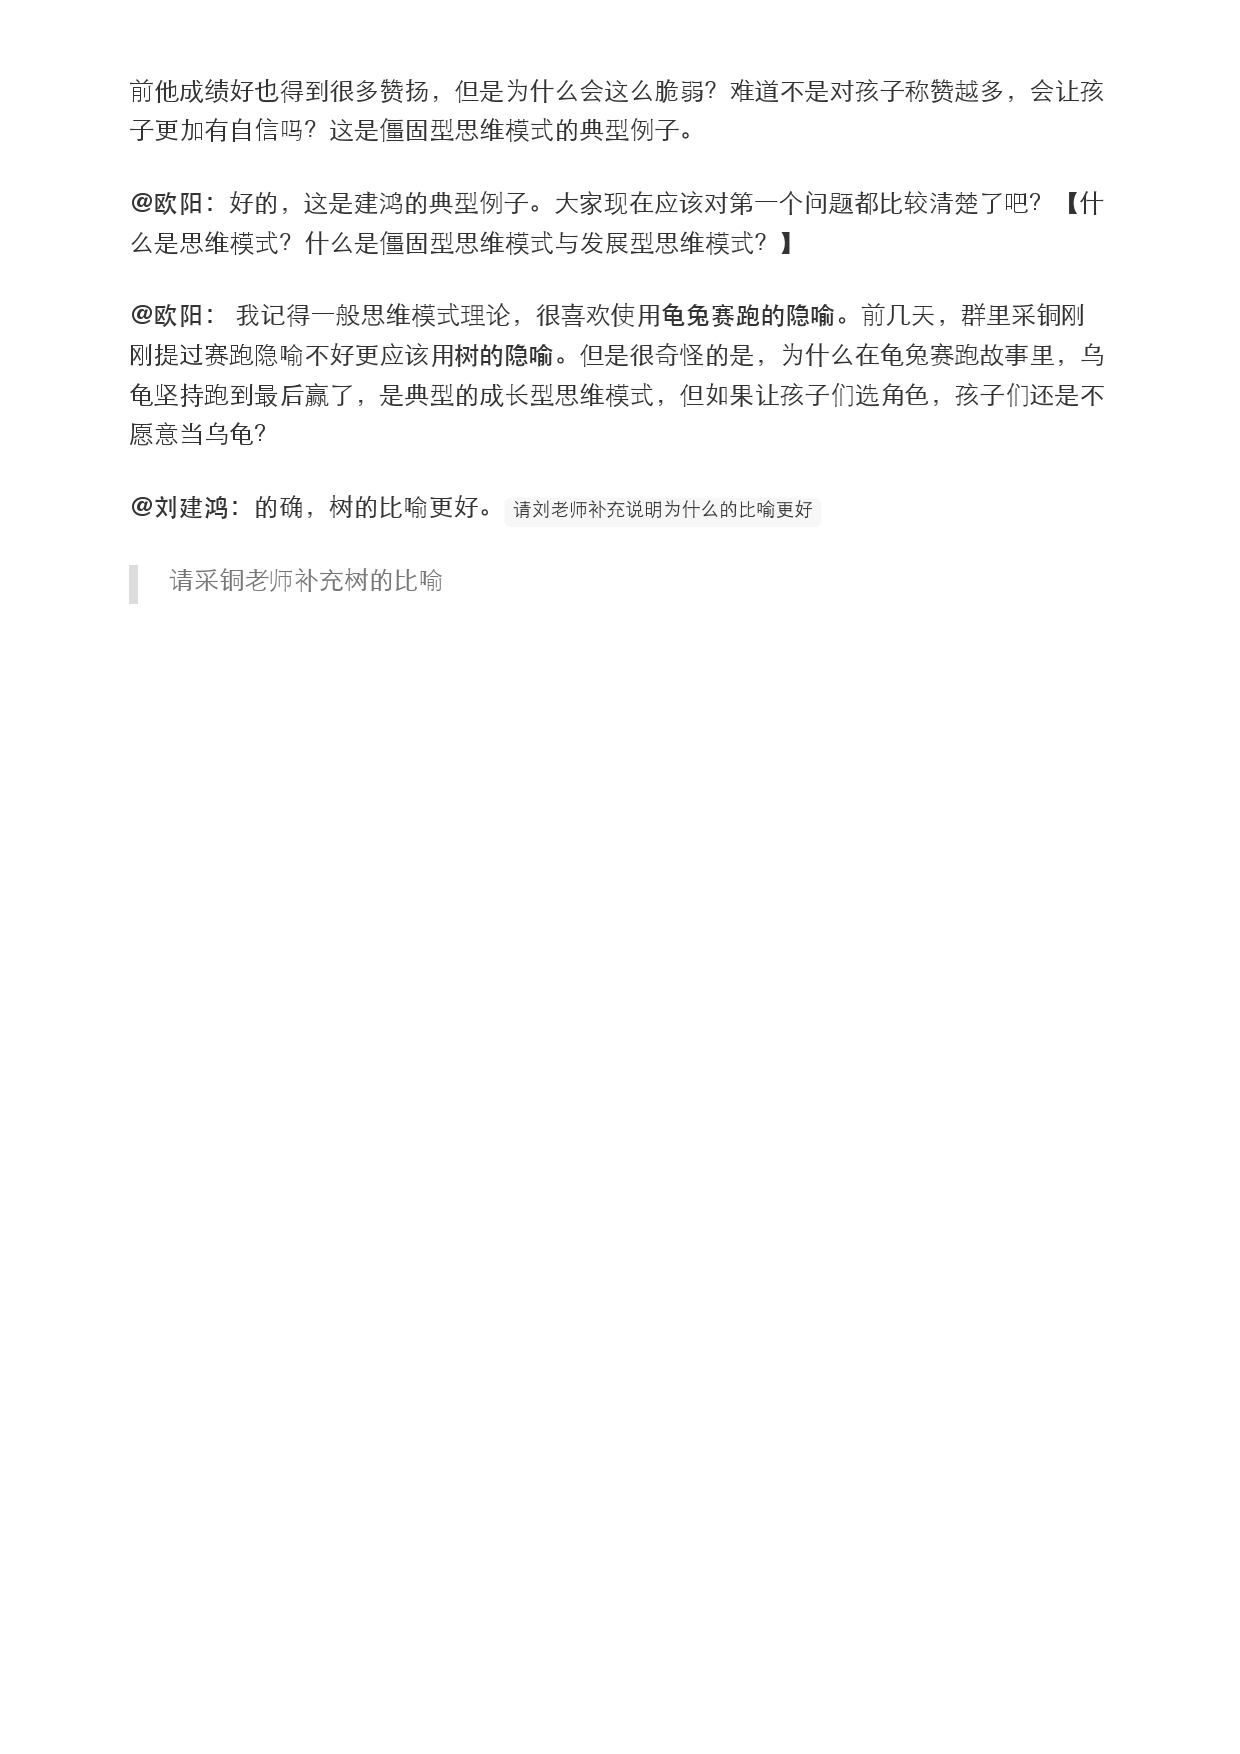 前他成绩好也得到很多赞扬，但是为什么会这么脆弱？难道不是对孩子称赞越多，会让孩
子更加有自信吗？这是僵固型思维模式的典型例子。
@欧阳：好的，这是建鸿的典型例子。大家现在应该对第一个问题都比较清楚了吧？【什
么是思维模式？什么是僵固型思维模式与发展型思维模式？】
@欧阳： 我记得一般思维模式理论，很喜欢使用龟兔赛跑的隐喻。前几天，群里采铜刚
刚提过赛跑隐喻不好更应该用树的隐喻。但是很奇怪的是，为什么在龟兔赛跑故事里，乌
龟坚持跑到最后赢了，是典型的成长型思维模式，但如果让孩子们选角色，孩子们还是不
愿意当乌龟？
@刘建鸿：的确，树的比喻更好。 请刘老师补充说明为什么的比喻更好
请采铜老师补充树的比喻